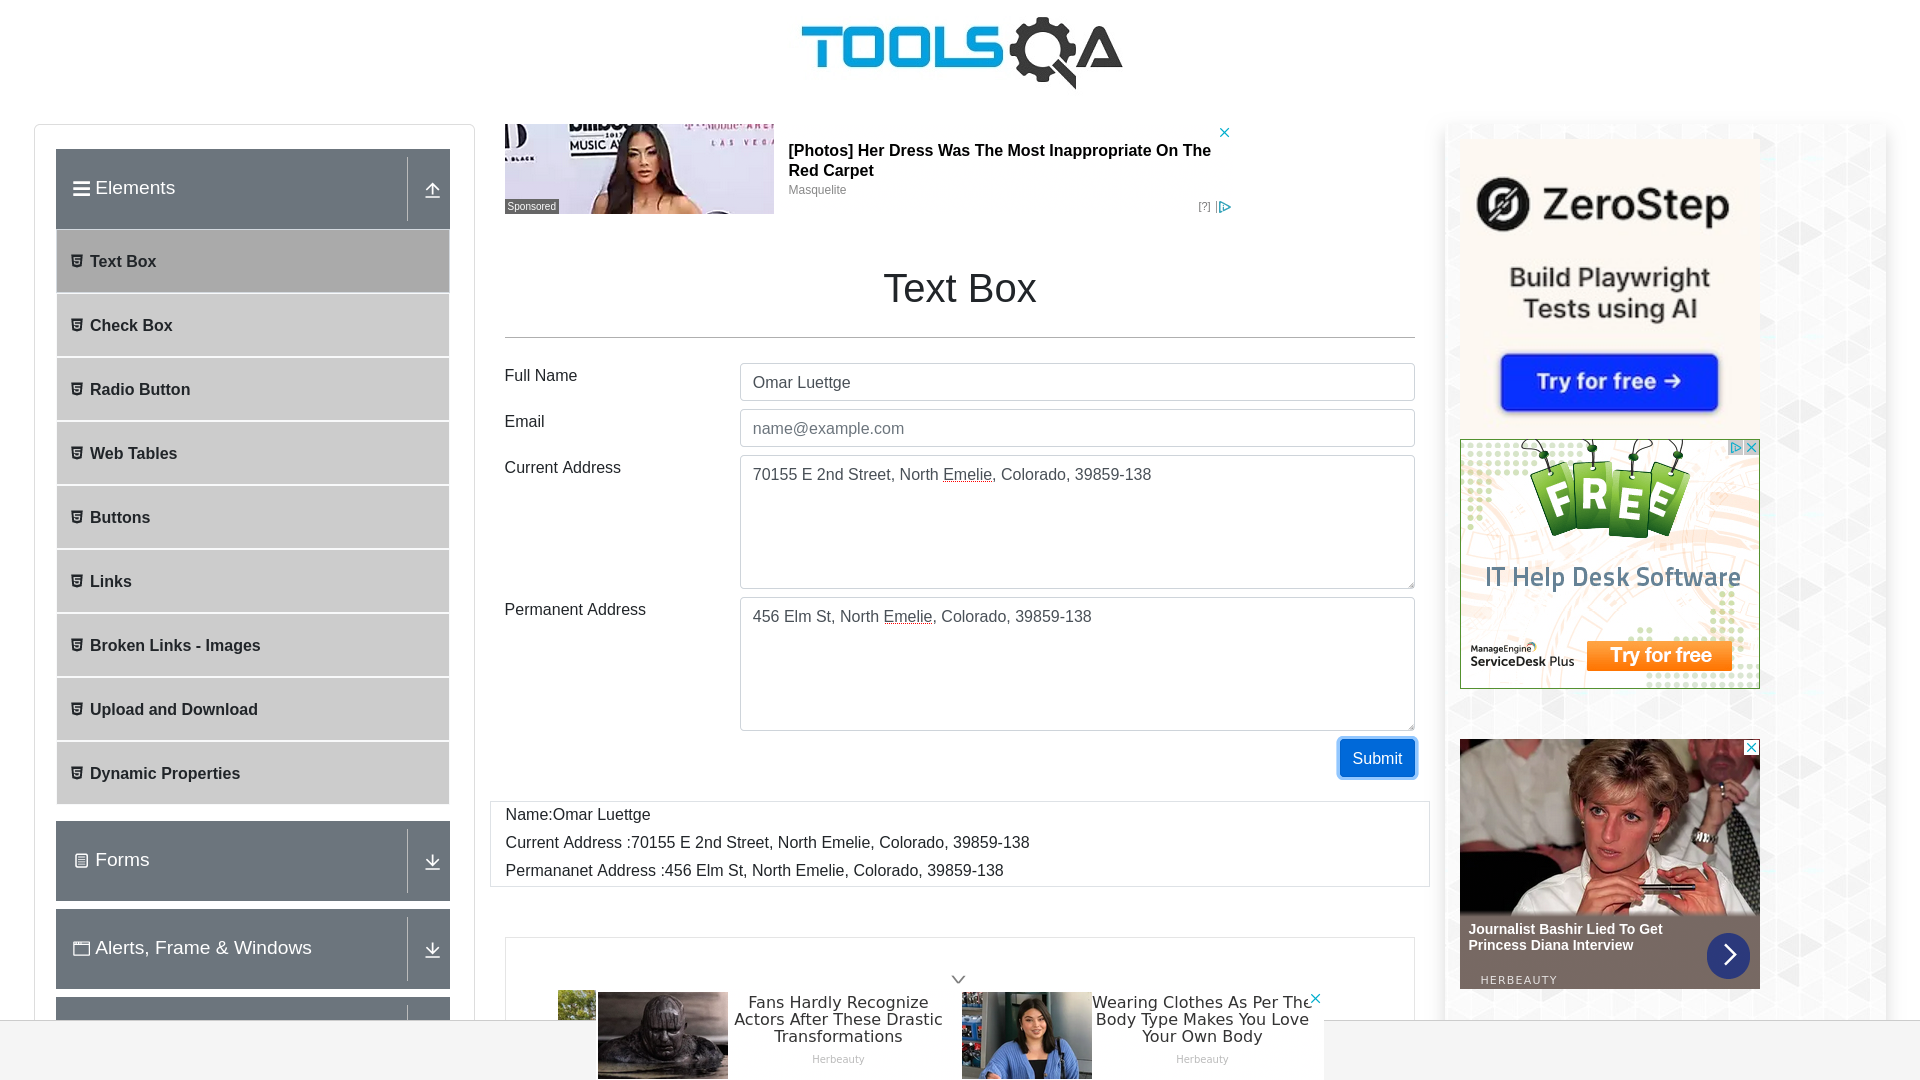 TOOLSQA
Elements
Text Box
Check Box
Radio Button
Web Tables
Buttons
Links
Broken Links - Images
Upload and Download
Dynamic Properties
Forms
Alerts, Frame & Windows
MUSIC
LAS VEGAS
Sponsored
[Photos] Her Dress Was The Most Inappropriate On The
Red Carpet
Masquelite
[?]
Text Box
Full Name
Omar Luettge
Email
name@example.com
Current Address
70155 E 2nd Street, North Emelie, Colorado, 39859-138
Permanent Address
456 Elm St, North Emelie, Colorado, 39859-138
Submit
Name:Omar Luettge
Current Address :70155 E 2nd Street, North Emelie, Colorado, 39859-138
Permananet Address :456 Elm St, North Emelie, Colorado, 39859-138
Fans Hardly Recognize
Actors After These Drastic
Transformations
Herbeauty
Wearing Clothes As Per The
Body Type Makes You Love
Your Own Body
Herbeauty
ZeroStep
Build Playwright
Tests using AI
Try for free →
FREE
IT Help Desk Software
ManageEngine
ServiceDesk Plus
Try for free
Journalist Bashir Lied To Get
Princess Diana Interview
HERBEAUTY